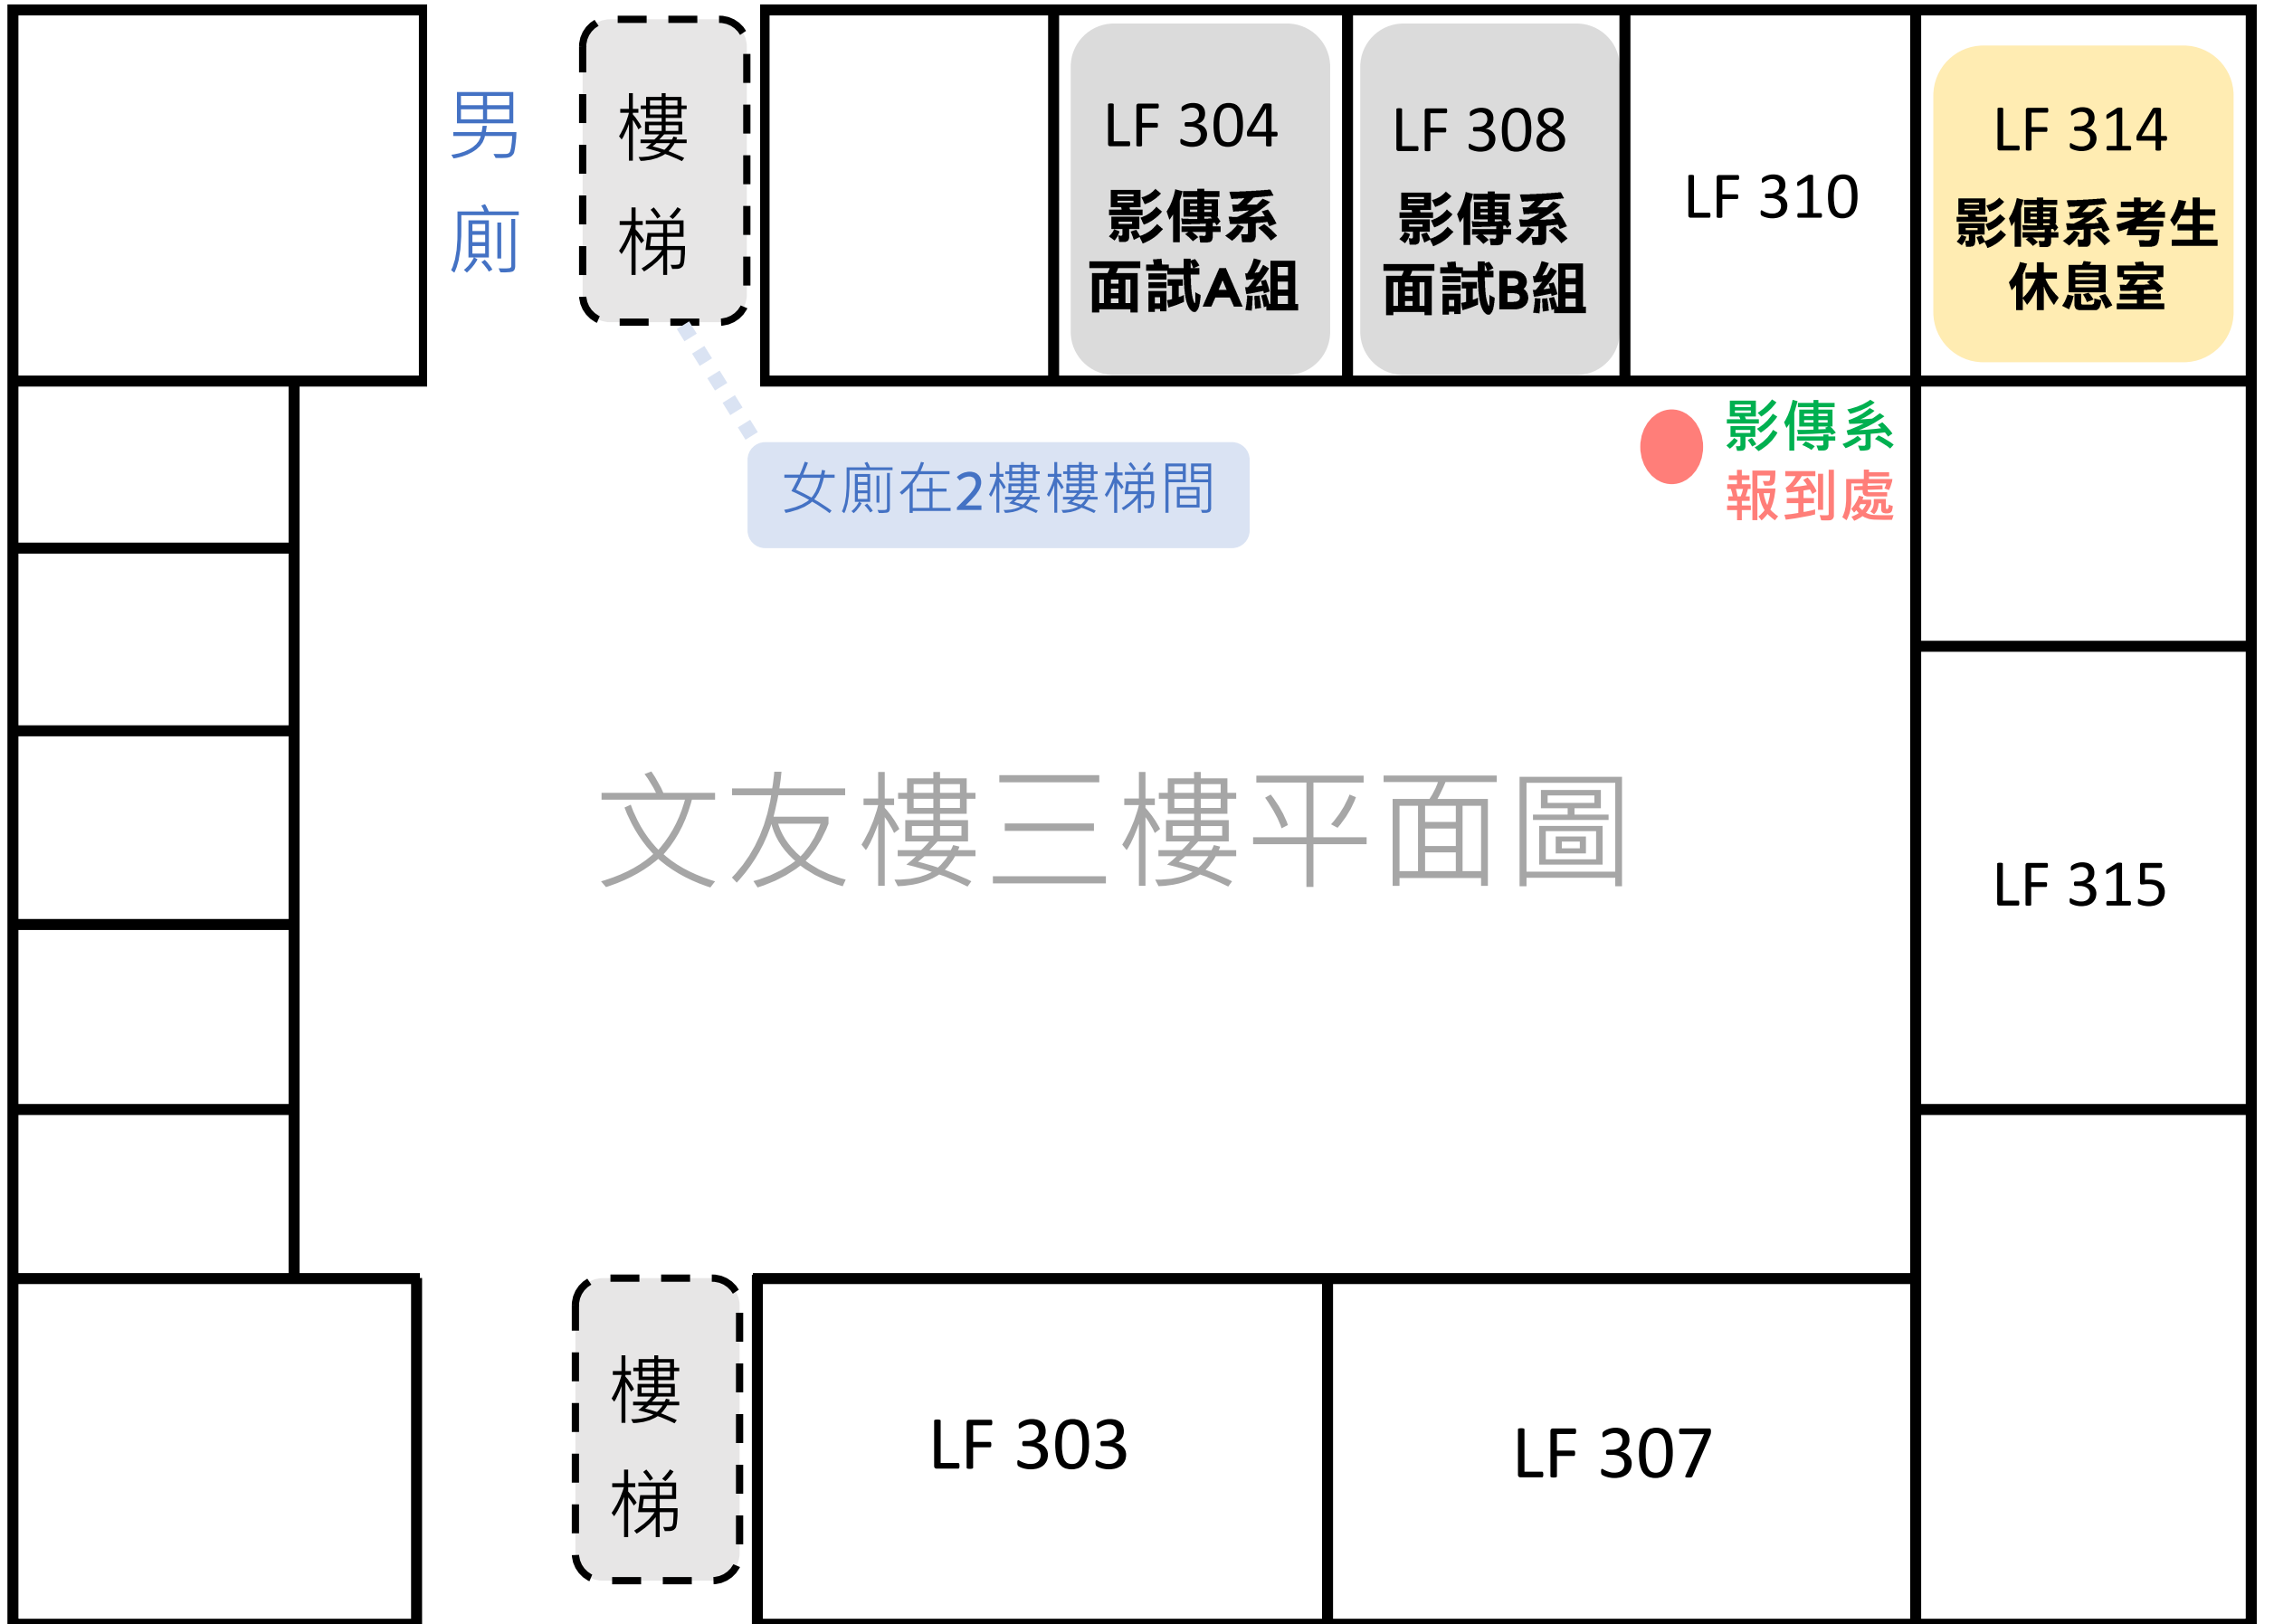 男
廁
樓
梯
LF 304
影傳系
面試A組
LF 308
影傳系
面試B組
LF 310
LF 314
影傳系考生
休息室
影傳系
報到處
女廁在2樓樓梯間
文友樓三樓平面圖
LF 315
樓
梯
LF 303
LF 307